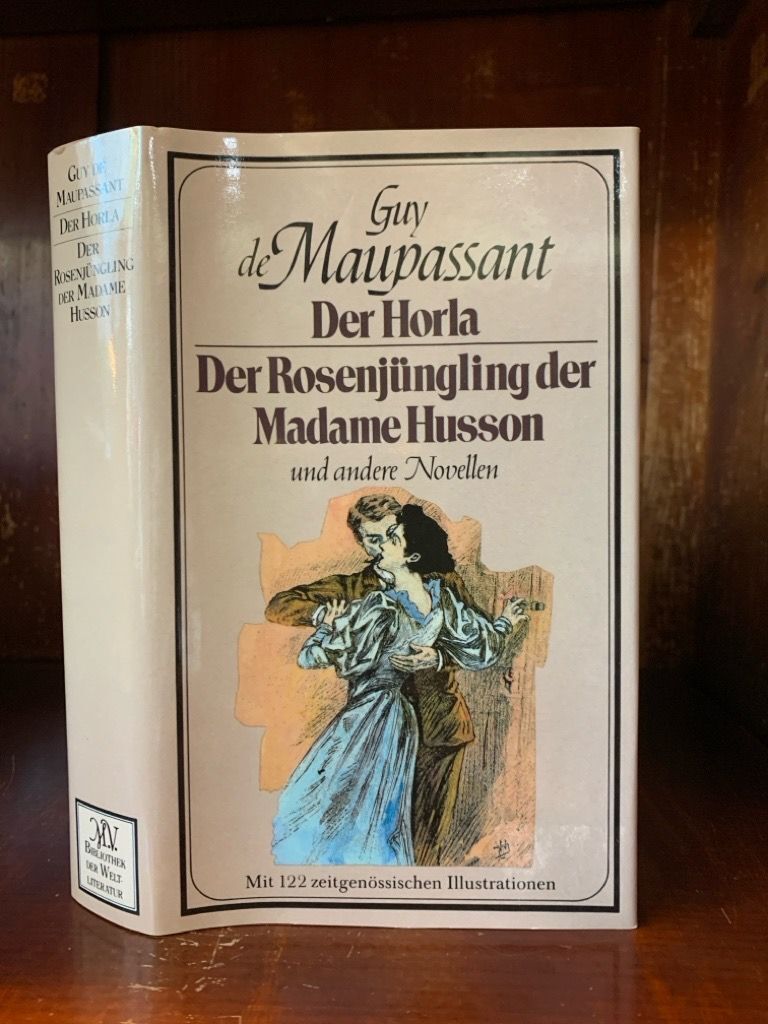 GUY DE
MAUPASSANT
DER HORLA
DER
ROSENJÜNGLING
DER MADAME
HUSSON
M.V.
BIBLIOTHEK
DER WELT-
LITERATUR
Guy
de Maupassant
Der Horla
Der Rosenjüngling der
Madame Husson
und andere Novellen
Mit 122 zeitgenössischen Illustrationen